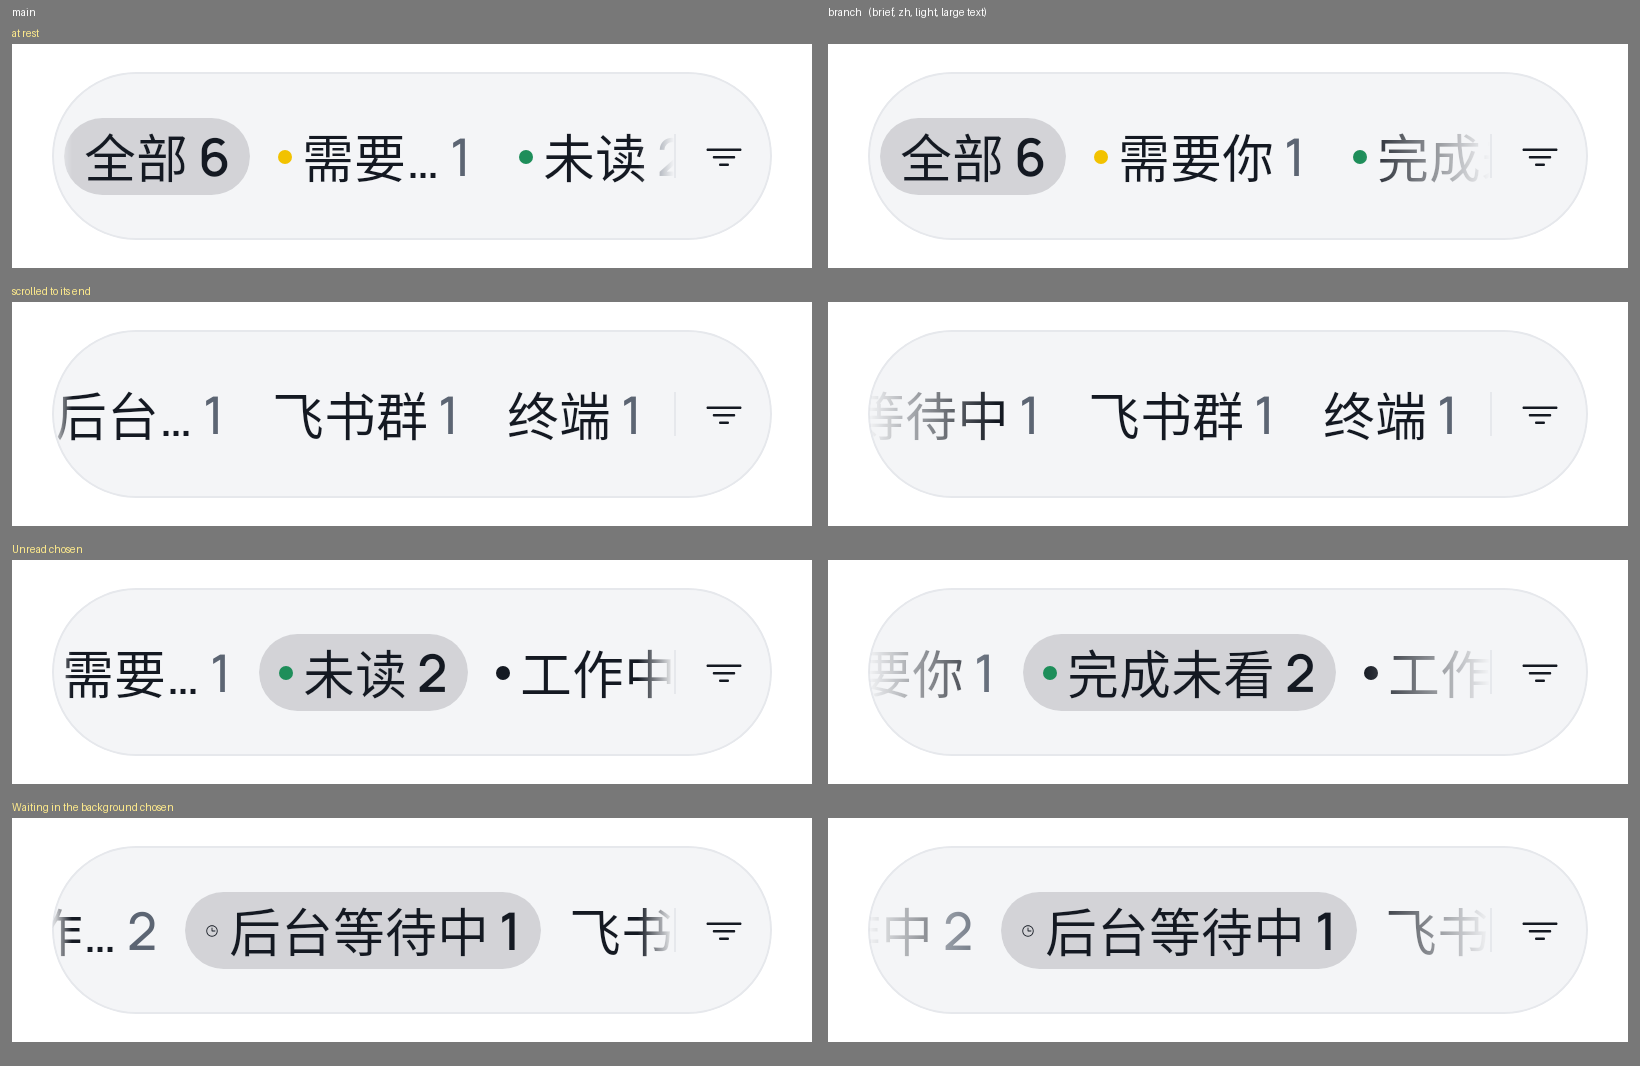 main
branch (brief, zh, light, large text)
at rest
全部 6 需要... 1 未读 2
全部 6 需要你 1 完成
scrolled to its end
后台... 1 飞书群 1 终端 1
等待中 1 飞书群 1 终端 1
Unread chosen
需要... 1 未读 2 工作中
要你 1 完成未看 2 工作
Waiting in the background chosen
作... 2 后台等待中 1 飞书
中 2 后台等待中 1 飞书